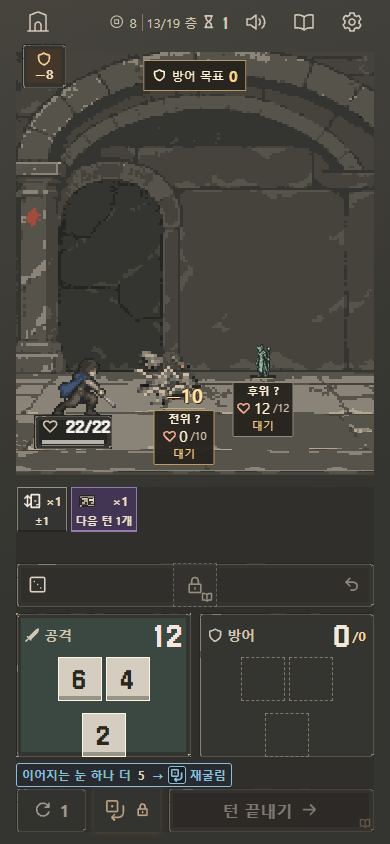 8 13/19 층 1
−8
방어 목표 0
−10
전위 ?
0/10
대기
후위 ?
12/12
대기
22/22
×1
±1
×1
다음 턴 1개
공격 12
6 4
2
방어 0/0
이어지는 눈 하나 더 5 → 재굴림
1
턴 끝내기 →